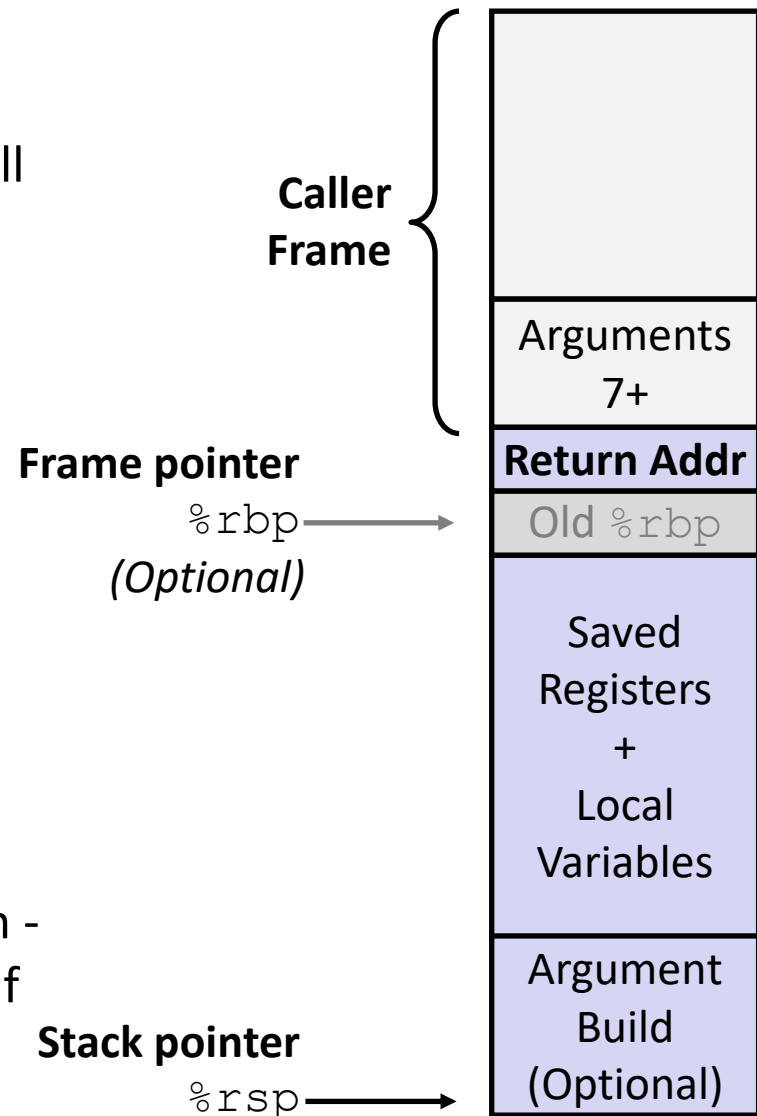 ll
Caller
Frame
Arguments
7+
Frame pointer
%rbp
(Optional)
Return Addr
Old %rbp
Saved
Registers
+
Local
Variables
n -
f
Stack pointer
%rsp
Argument
Build
(Optional)